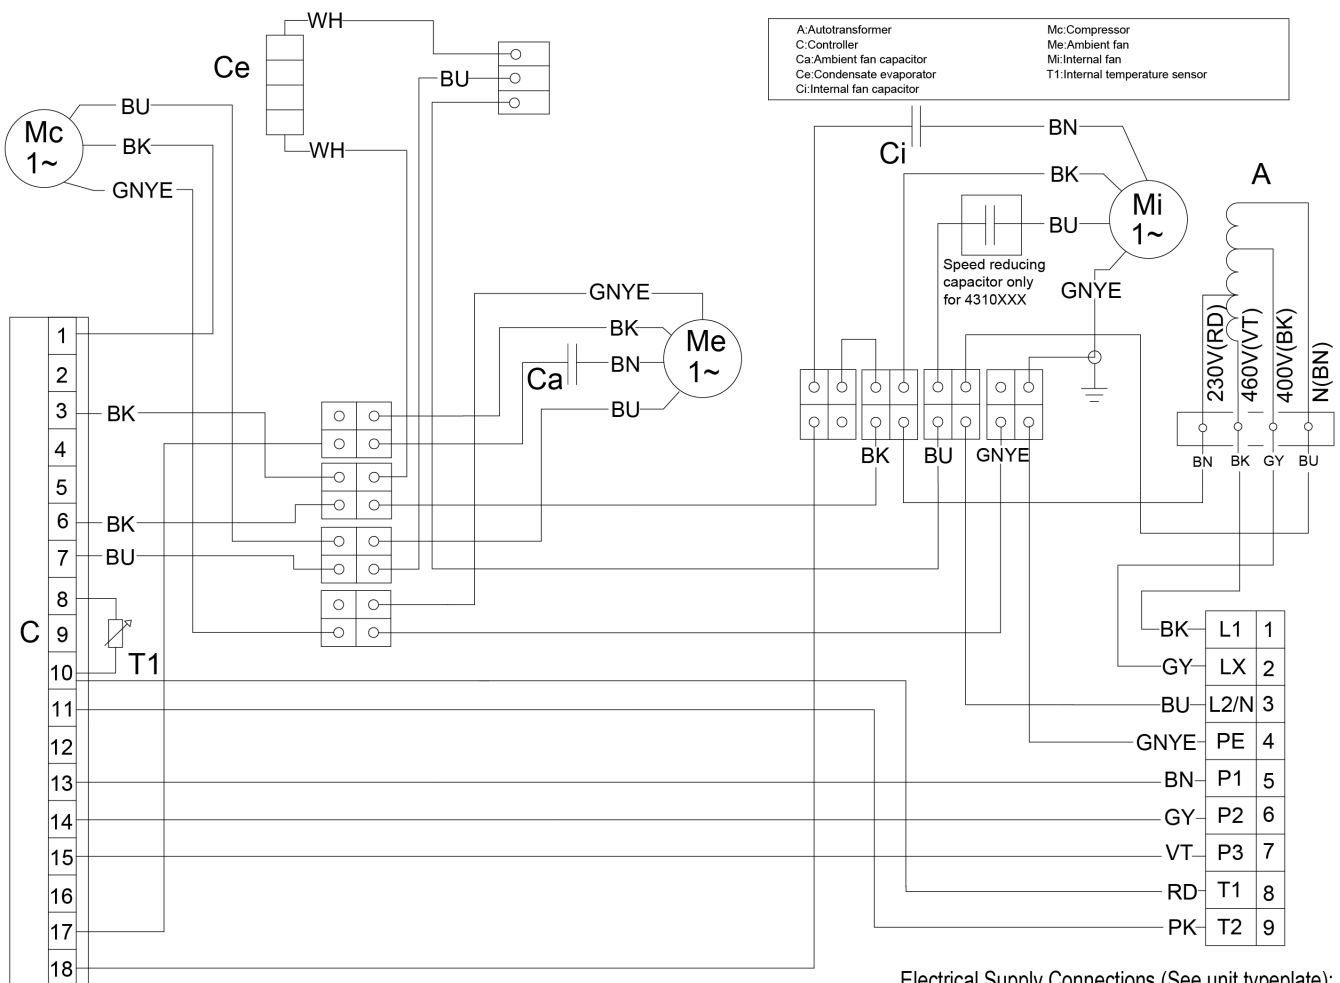 WH
Ce
BU
WH
A:Autotransformer
C:Controller
Ca:Ambient fan capacitor
Ce:Condensate evaporator
Ci:Internal fan capacitor
Mc:Compressor
Me:Ambient fan
Mi:Internal fan
T1:Internal temperature sensor
Mc
1~
BU
BK
GNYE
Ci
BN
BK
BU
GNYE
Mi
1~
A
Speed reducing
capacitor only
for 4310XXX
230V(RD)
460V(VT)
400V(BK)
N(BN)
GNYE
BK
BN
BU
Ca
Me
1~
BK
BU
GNYE
BN
BK
GY
BU
C
1
2
3
BK
4
5
6
BK
7
BU
8
9
10
T1
11
12
13
14
15
16
17
18
BK L1 1
GY LX 2
BU L2/N 3
GNYE PE 4
BN P1 5
GY P2 6
VT P3 7
RD T1 8
PK T2 9
Electrical Supply Connections (See unit typeplate):